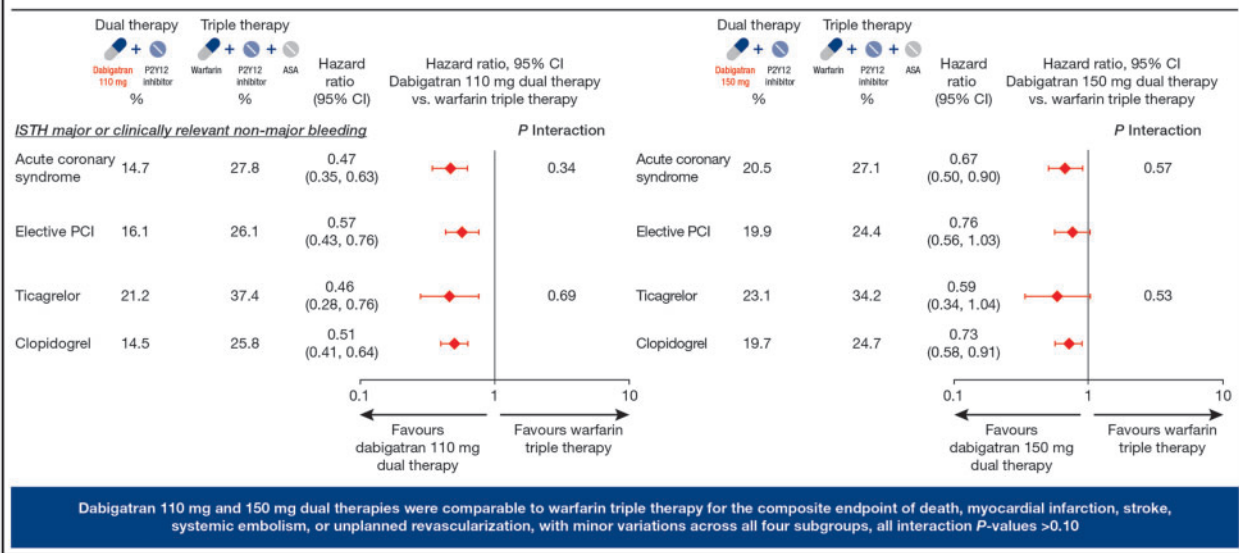 Dual therapy
Triple therapy
Dabigatran 110 mg + P2Y12 inhibitor
Warfarin + P2Y12 inhibitor + ASA
%
%
Hazard ratio (95% CI)
Hazard ratio, 95% CI
Dabigatran 110 mg dual therapy
vs. warfarin triple therapy
Dual therapy
Triple therapy
Dabigatran 150 mg + P2Y12 inhibitor
Warfarin + P2Y12 inhibitor + ASA
%
%
Hazard ratio (95% CI)
Hazard ratio, 95% CI
Dabigatran 150 mg dual therapy
vs. warfarin triple therapy
ISTH major or clinically relevant non-major bleeding
P Interaction
P Interaction
Acute coronary syndrome 14.7 27.8 0.47 (0.35, 0.63) 0.34
Acute coronary syndrome 20.5 27.1 0.67 (0.50, 0.90) 0.57
Elective PCI 16.1 26.1 0.57 (0.43, 0.76)
Elective PCI 19.9 24.4 0.76 (0.56, 1.03)
Ticagrelor 21.2 37.4 0.46 (0.28, 0.76) 0.69
Ticagrelor 23.1 34.2 0.59 (0.34, 1.04) 0.53
Clopidogrel 14.5 25.8 0.51 (0.41, 0.64)
Clopidogrel 19.7 24.7 0.73 (0.58, 0.91)
0.1 1 10
0.1 1 10
Favours
dabigatran 110 mg
dual therapy
Favours warfarin
triple therapy
Favours
dabigatran 150 mg
dual therapy
Favours warfarin
triple therapy
Dabigatran 110 mg and 150 mg dual therapies were comparable to warfarin triple therapy for the composite endpoint of death, myocardial infarction, stroke,
systemic embolism, or unplanned revascularization, with minor variations across all four subgroups, all interaction P-values >0.10